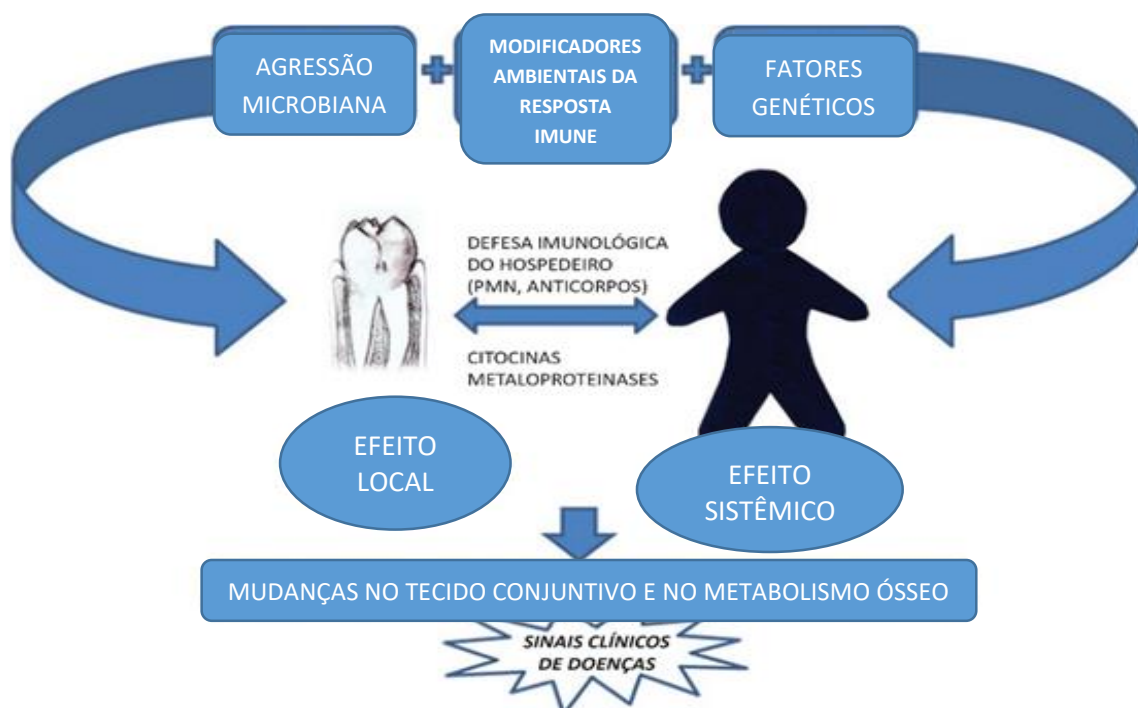 AGRESSÃO
MICROBIANA
MODIFICADORES
AMBIENTAIS DA
RESPOSTA
IMUNE
FATORES
GENÉTICOS
DEFESA IMUNOLÓGICA
DO HOSPEDEIRO
(PMN, ANTICORPOS)
CITOCINAS
METALOPROTEINASES
EFEITO
LOCAL
EFEITO
SISTÊMICO
MUDANÇAS NO TECIDO CONJUNTIVO E NO METABOLISMO ÓSSEO
SINAIS CLÍNICOS
DE DOENÇAS